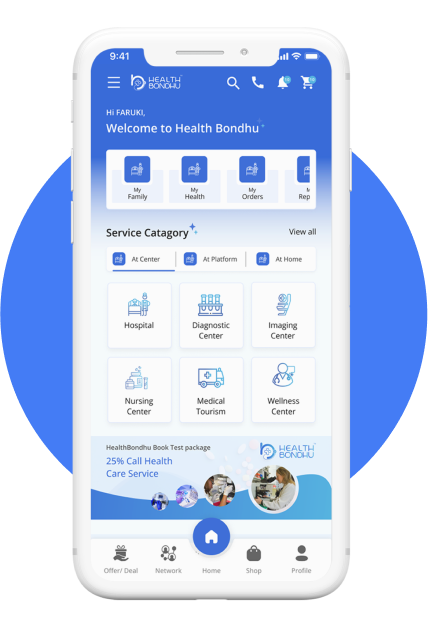 9:41
HEALTH
BONDHU
Hi FARUKI,
Welcome to Health Bondhu
My
Family
My
Health
My
Orders
Rep
Service Catagory
View all
At Center
At Platform
At Home
Hospital
Diagnostic
Center
Imaging
Center
Nursing
Center
Medical
Tourism
Wellness
Center
HealthBondhu Book Test package
25% Call Health
Care Service
HEALTH
BONDHU
Offer/ Deal
Network
Home
Shop
Profile